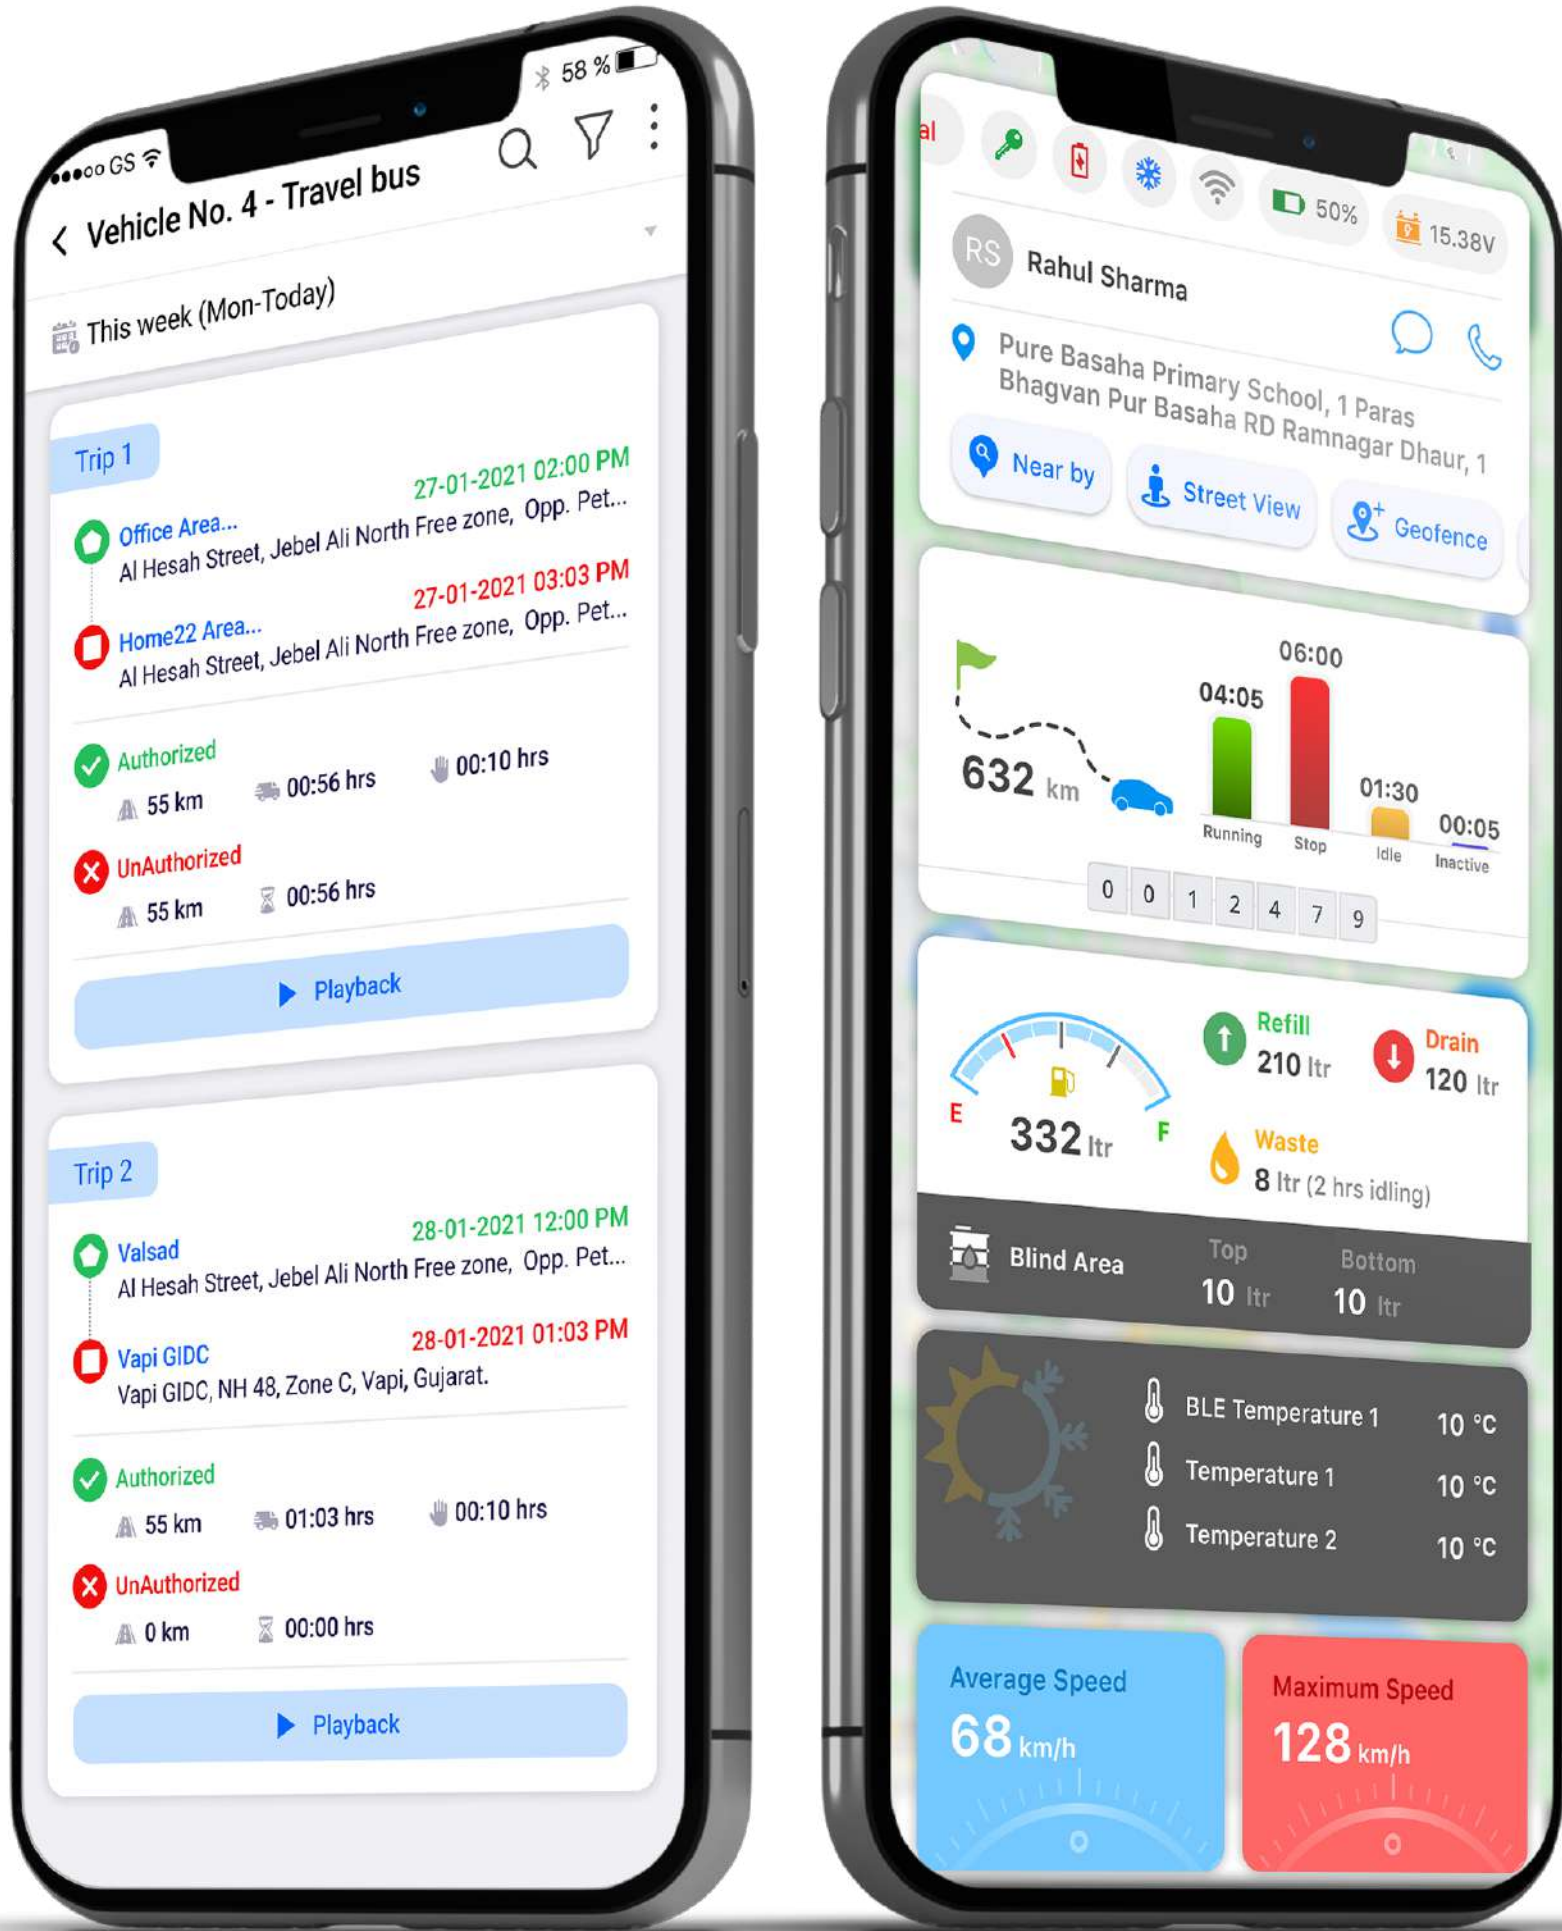 GS
58 %
Vehicle No. 4 - Travel bus
This week (Mon-Today)
Trip 1
27-01-2021 02:00 PM
Office Area...
Al Hesah Street, Jebel Ali North Free zone, Opp. Pet...
27-01-2021 03:03 PM
Home22 Area...
Al Hesah Street, Jebel Ali North Free zone, Opp. Pet...
Authorized
55 km 00:56 hrs 00:10 hrs
UnAuthorized
55 km 00:56 hrs
Playback
Trip 2
28-01-2021 12:00 PM
Valsad
Al Hesah Street, Jebel Ali North Free zone, Opp. Pet...
28-01-2021 01:03 PM
Vapi GIDC
Vapi GIDC, NH 48, Zone C, Vapi, Gujarat.
Authorized
55 km 01:03 hrs 00:10 hrs
UnAuthorized
0 km 00:00 hrs
Playback
al
50%
15.38V
RS
Rahul Sharma
Pure Basaha Primary School, 1 Paras
Bhagvan Pur Basaha RD Ramnagar Dhaur, 1
Near by
Street View
Geofence
632 km
04:05
06:00
01:30
00:05
Running
Stop
Idle
Inactive
0 0 1 2 4 7 9
E
F
332 ltr
Refill
210 ltr
Drain
120 ltr
Waste
8 ltr (2 hrs idling)
Blind Area
Top
10 ltr
Bottom
10 ltr
BLE Temperature 1 10 °C
Temperature 1 10 °C
Temperature 2 10 °C
Average Speed
68 km/h
Maximum Speed
128 km/h